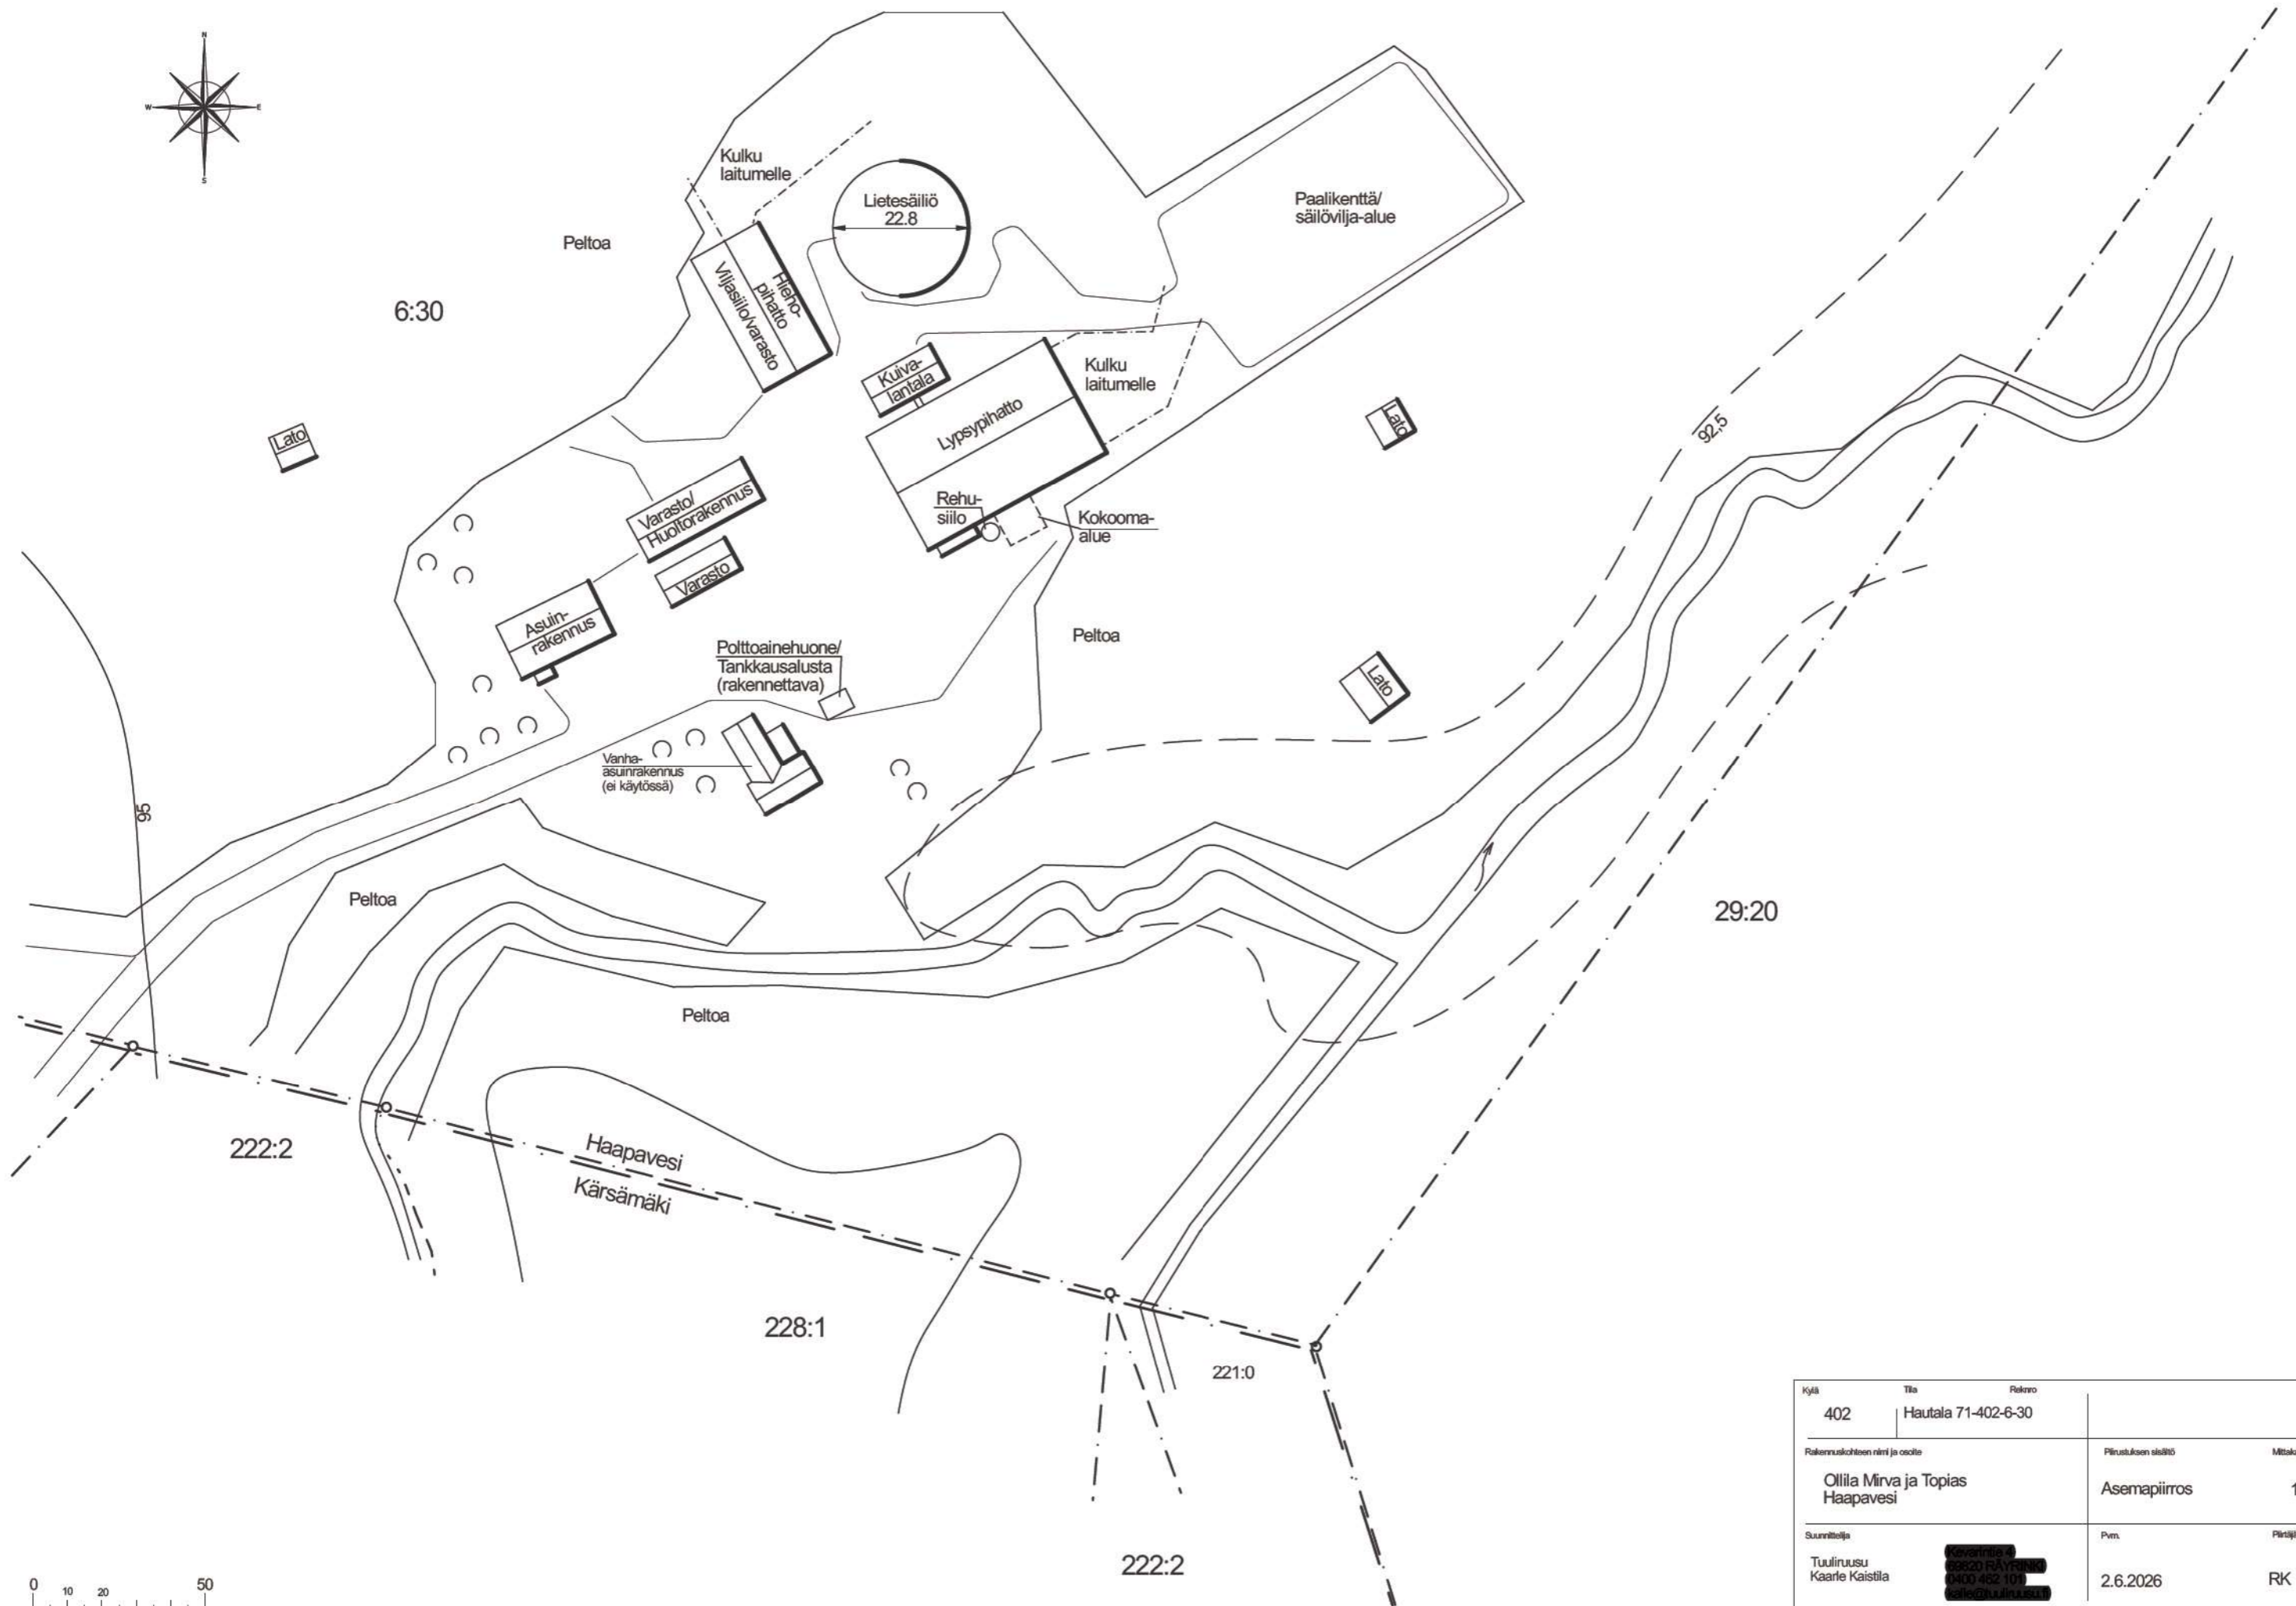 N
W
E
S
Kulku
laitumelle
Lietesäiliö
22.8
Paalikenttä/
säilövilja-alue
Peltoa
6:30
Hieho-
pihatto
Viljasiilo/varasto
Kuiva-
lantala
Kulku
laitumelle
Lypsypihatto
Lato
Lato
92,5
Varasto/
Huoltorakennus
Rehu-
siilo
Kokooma-
alue
Varasto
Asuin-
rakennus
Peltoa
Polttoainehuone/
Tankkausalusta
(rakennettava)
Lato
Vanha-
asuinrakennus
(ei käytössä)
95
Peltoa
29:20
Peltoa
222:2
Haapavesi
Kärsämäki
228:1
221:0
222:2
0
10
20
50
Kylä
Tila
Reknro
402
Hautala 71-402-6-30
Rakennuskohteen nimi ja osoite
Piirustuksen sisältö
Ollila Mirva ja Topias
Haapavesi
Asemapiirros
1
Suunnittelija
Pvm.
Tuuliruusu
Kaarle Kaistila
2.6.2026
RK